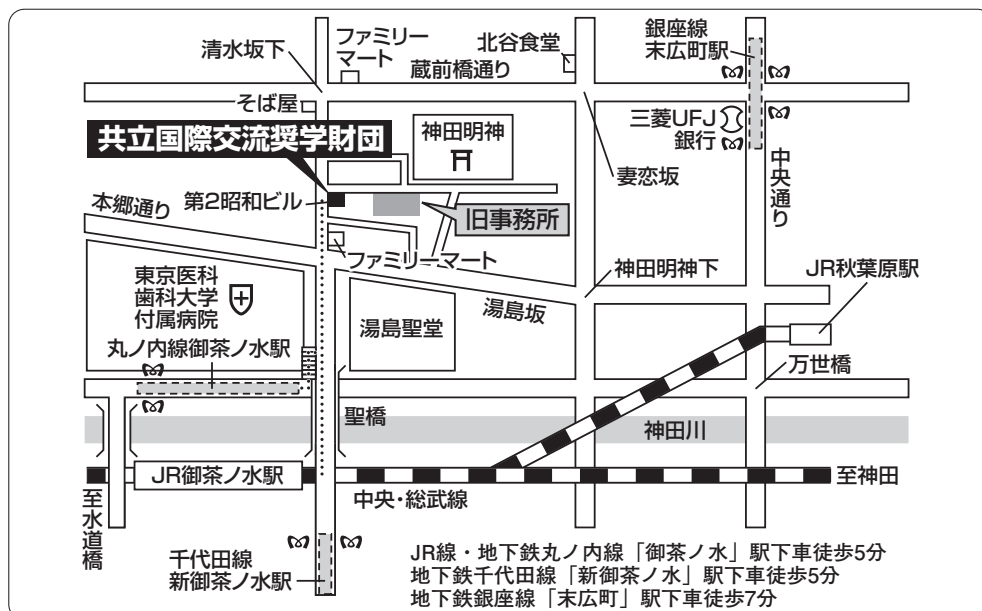 銀座線
末広町駅
北谷食堂
ファミリー
マート
清水坂下
蔵前橋通り
そば屋
三菱UFJ
銀行
共立国際交流奨学財団
神田明神
中央通り
妻恋坂
本郷通り
第2昭和ビル
旧事務所
ファミリーマート
神田明神下
JR秋葉原駅
東京医科
歯科大学
付属病院
湯島坂
湯島聖堂
丸ノ内線御茶ノ水駅
万世橋
聖橋
神田川
JR御茶ノ水駅
至神田
中央・総武線
至水道橋
千代田線
新御茶ノ水駅
JR線・地下鉄丸ノ内線「御茶ノ水」駅下車徒歩5分
地下鉄千代田線「新御茶ノ水」駅下車徒歩5分
地下鉄銀座線「末広町」駅下車徒歩7分